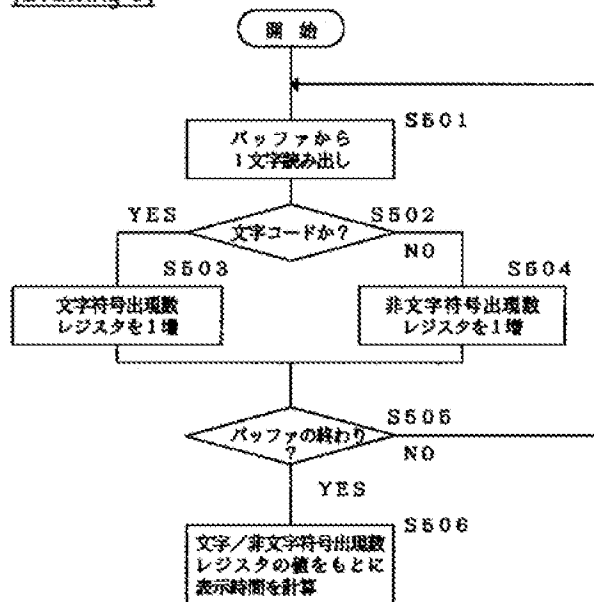 開 始
S501
バッファから
1文字読み出し
YES
S502
文字コードか？
NO
S503
S504
文字符号出現数
レジスタを1増
非文字符号出現数
レジスタを1増
S505
バッファの終わり
？
NO
YES
S506
文字／非文字符号出現数
レジスタの値をもとに
表示時間を計算